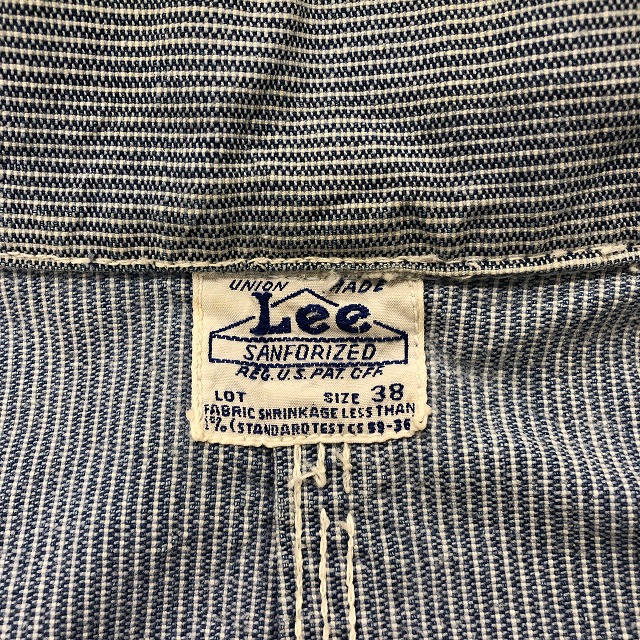 UNION MADE
Lee
SANFORIZED
REG. U.S. PAT. OFF.
LOT SIZE 38
FABRIC SHRINKAGE LESS THAN
1% (STANDARD TEST CS 59-36